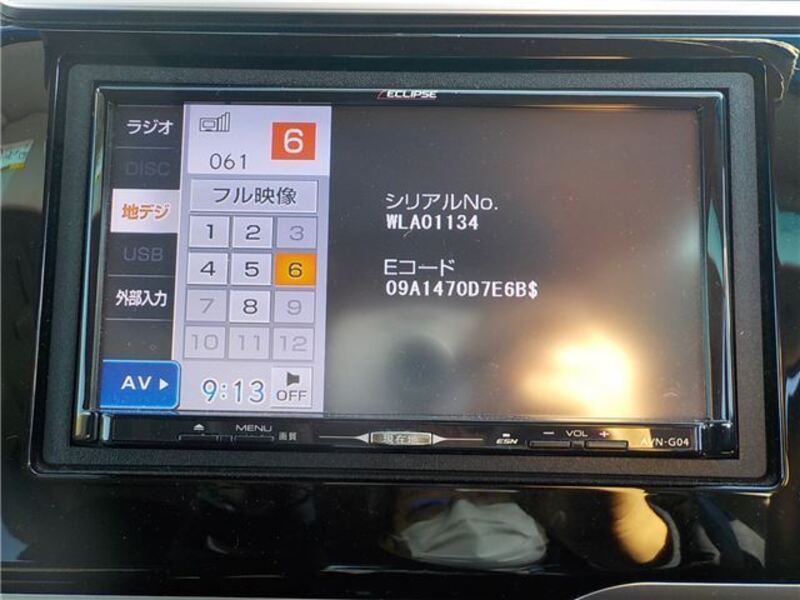 ECLIPSE
ラジオ
DISC
地デジ
USB
外部入力
AV
061
6
フル映像
1 2 3
4 5 6
7 8 9
10 11 12
9:13
OFF
シリアルNo.
WLA01134
Eコード
09A1470D7E6B$
MENU
画質
現在地
ESN
− VOL +
AVN-G04